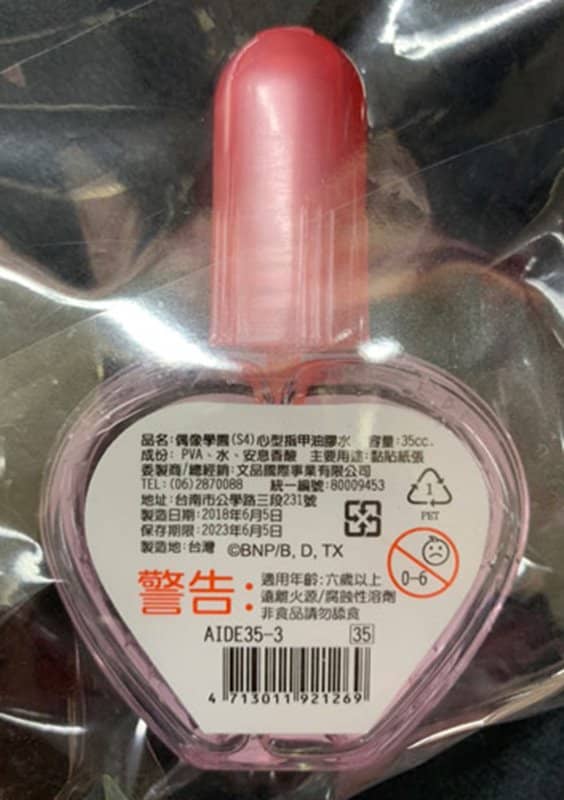 品名:偶像學園(S4)心型指甲油膠水 容量:35cc.
成份: PVA、水、安息香酸 主要用途:黏貼紙張
委製商/總經銷:文品國際事業有限公司
TEL:(06)2870088 統一編號:80009453
地址:台南市公學路三段231號
製造日期:2018年6月5日
保存期限:2023年6月5日
製造地:台灣 ©BNP/B, D, TX
1
PET
0-6
警告:
適用年齡:六歲以上
遠離火源/腐蝕性溶劑
非食品請勿舔食
AIDE35-3 35
4 713011 921269